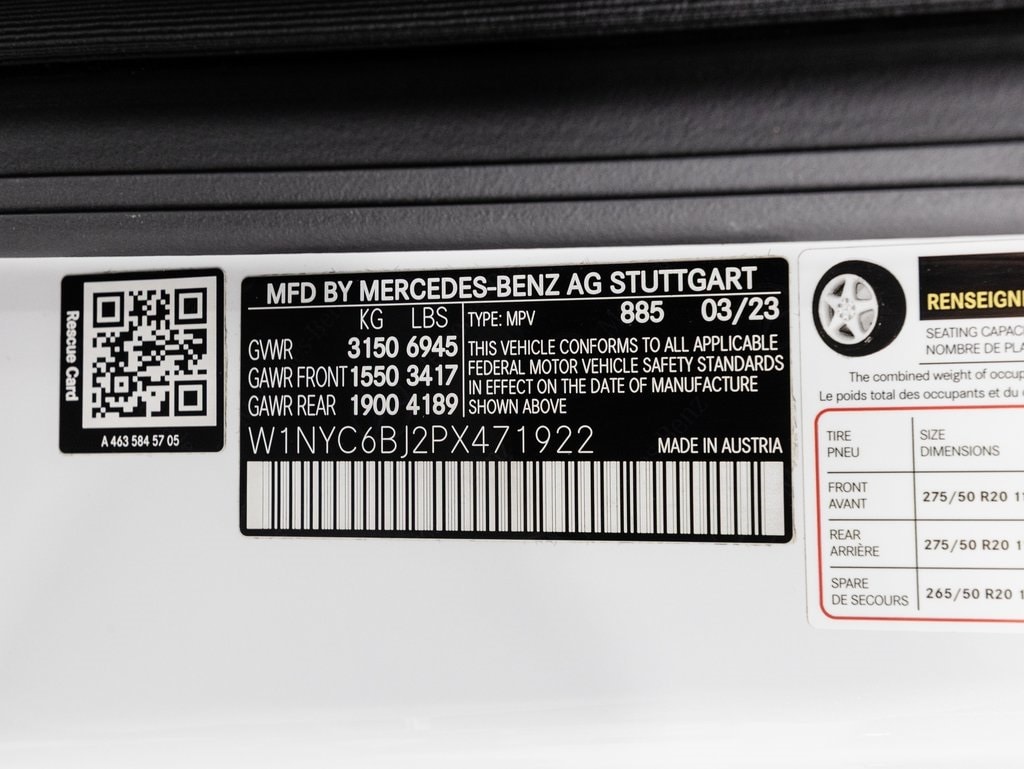 Rescue Card
A 463 584 57 05
MFD BY MERCEDES-BENZ AG STUTTGART
KG LBS
GVWR 3150 6945
GAWR FRONT 1550 3417
GAWR REAR 1900 4189
TYPE: MPV 885 03/23
THIS VEHICLE CONFORMS TO ALL APPLICABLE
FEDERAL MOTOR VEHICLE SAFETY STANDARDS
IN EFFECT ON THE DATE OF MANUFACTURE
SHOWN ABOVE
W1NYC6BJ2PX471922 MADE IN AUSTRIA
SEATING
NOMBRE DE
The combined weight of
Le poids total des occupants et du
TIRE SIZE
PNEU DIMENSIONS
FRONT
AVANT
275/50 R20
REAR
ARRIÈRE
275/50 R20
SPARE
DE SECOURS
265/50 R20